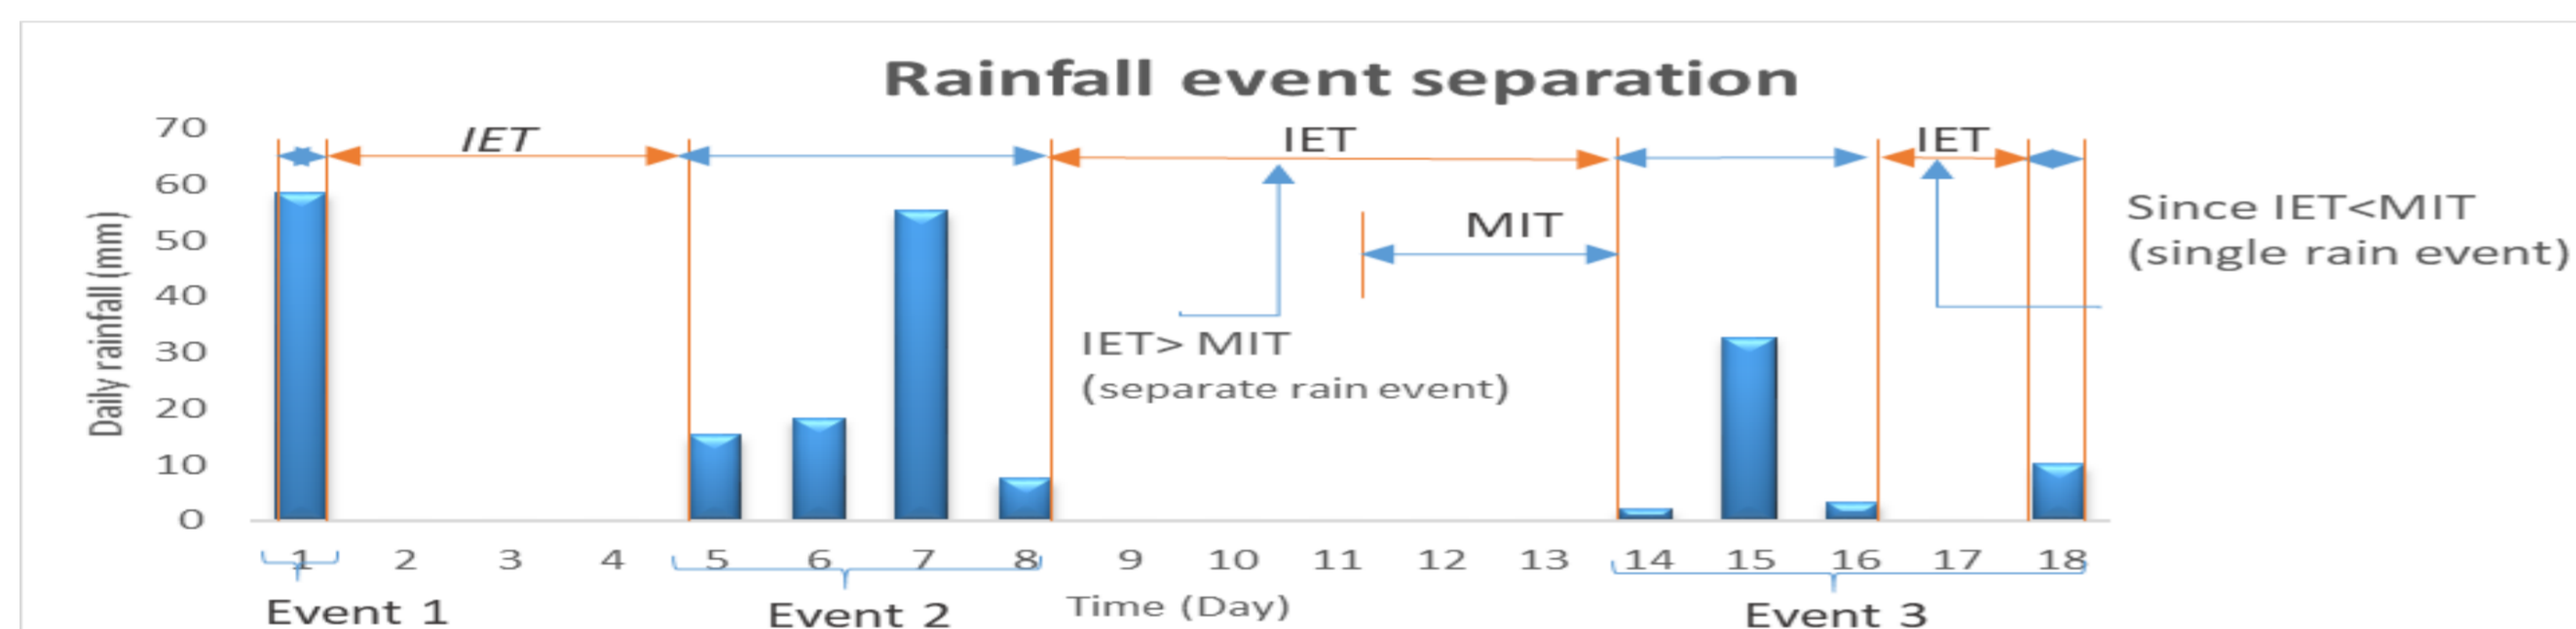 Rainfall event separation
70
60
50
40
30
20
10
0
Daily rainfall (mm)
IET
IET
IET
MIT
Since IET<MIT
(single rain event)
IET> MIT
(separate rain event)
1 2 3 4 5 6 7 8 9 10 11 12 13 14 15 16 17 18
Event 1
Event 2
Time (Day)
Event 3